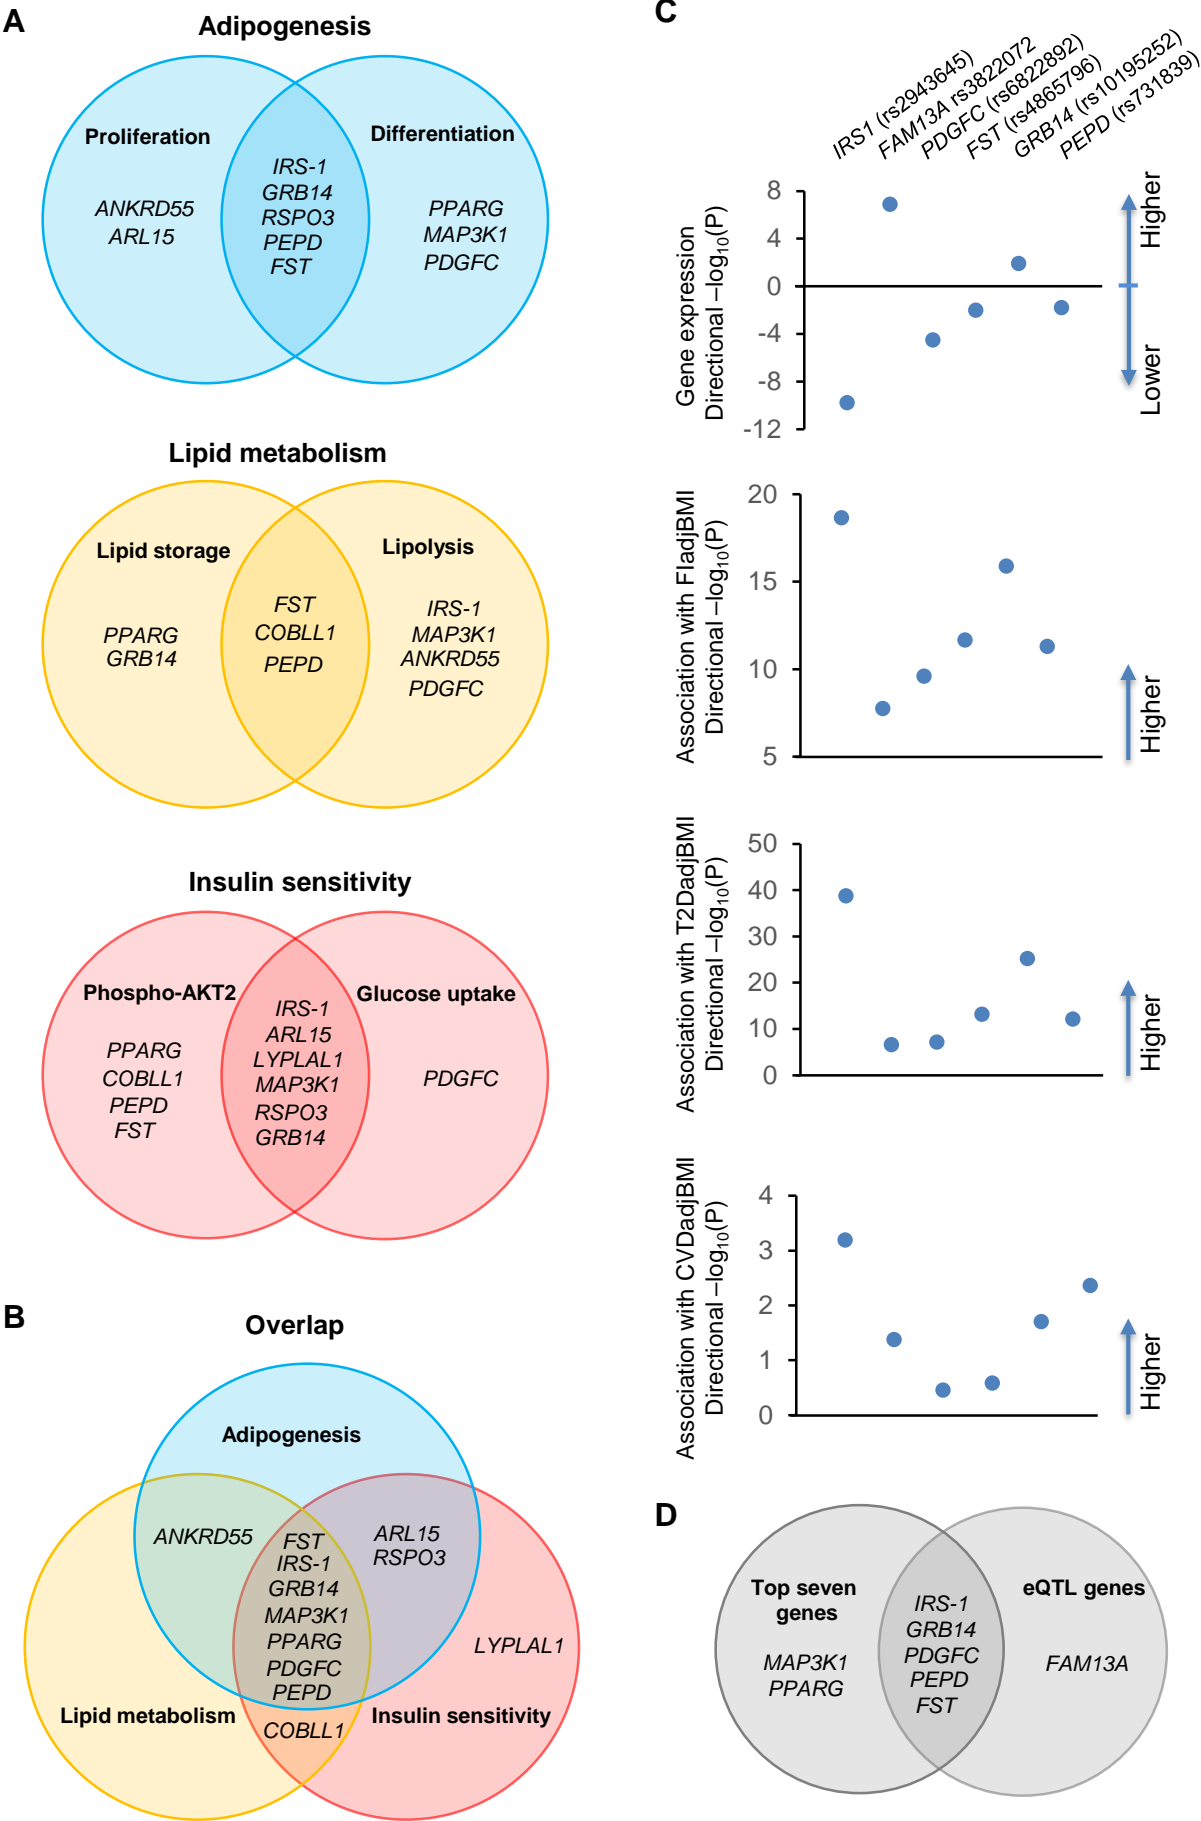 A
Adipogenesis
Proliferation
Differentiation
ANKRD55
ARL15
IRS-1
GRB14
RSPO3
PEPD
FST
PPARG
MAP3K1
PDGFC
Lipid metabolism
Lipid storage
Lipolysis
PPARG
GRB14
FST
COBLL1
PEPD
IRS-1
MAP3K1
ANKRD55
PDGFC
Insulin sensitivity
Phospho-AKT2
Glucose uptake
PPARG
COBLL1
PEPD
FST
IRS-1
ARL15
LYPLAL1
MAP3K1
RSPO3
GRB14
PDGFC
B
Overlap
Adipogenesis
ANKRD55
FST
IRS-1
GRB14
MAP3K1
PPARG
PDGFC
PEPD
ARL15
RSPO3
LYPLAL1
Lipid metabolism
Insulin sensitivity
COBLL1
C
IRS1 (rs2943645)
FAM13A rs3822072
PDGFC (rs6822892)
FST (rs4865796)
GRB14 (rs10195252)
PEPD (rs731839)
Gene expression
Directional –log10(P)
8
4
0
-4
-8
-12
Higher
Lower
Association with FIadjBMI
Directional –log10(P)
20
15
10
5
Higher
Association with T2DadjBMI
Directional –log10(P)
50
40
30
20
10
0
Higher
Association with CVDadjBMI
Directional –log10(P)
4
3
2
1
0
Higher
D
Top seven
genes
eQTL genes
MAP3K1
PPARG
IRS-1
GRB14
PDGFC
PEPD
FST
FAM13A